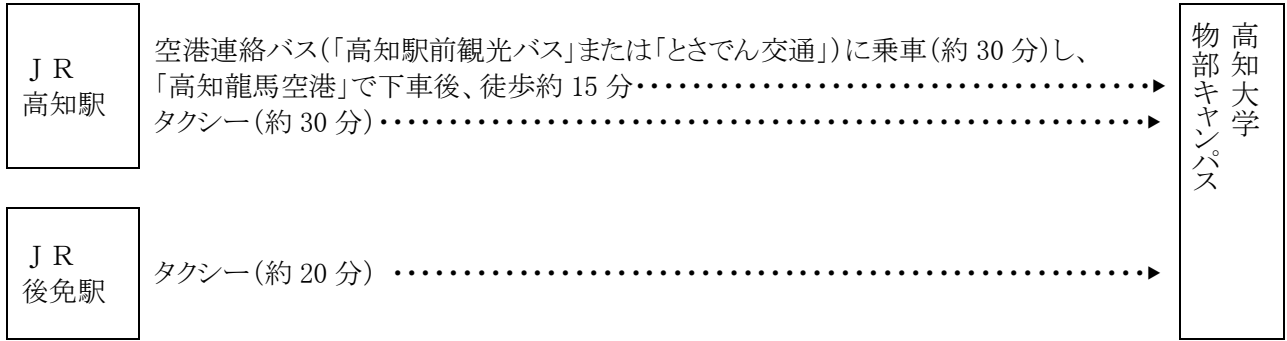 ＪＲ
高知駅
空港連絡バス(「高知駅前観光バス」または「とさでん交通」)に乗車(約 30 分)し、
「高知龍馬空港」で下車後、徒歩約 15 分・・・・・・・・・・・・・・・・・・・・・・・・・・・・・・・・・・・・・▶
タクシー(約 30 分)・・・・・・・・・・・・・・・・・・・・・・・・・・・・・・・・・・・・・・・・・・・・・・・・・・・・・・・▶
ＪＲ
後免駅
タクシー(約 20 分) ・・・・・・・・・・・・・・・・・・・・・・・・・・・・・・・・・・・・・・・・・・・・・・・・・・・・・・▶
高知大学
物部キャンパス